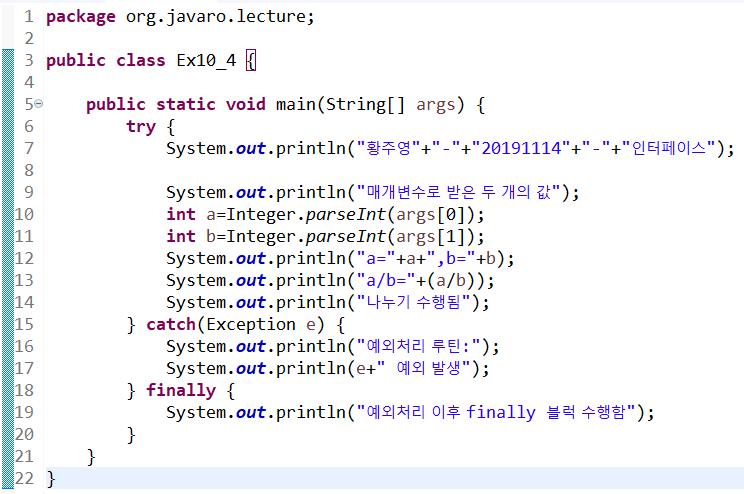 1 package org.javaro.lecture;
2
3 public class Ex10_4 {
4
5 public static void main(String[] args) {
6 try {
7 System.out.println("황주영"+"-"+"20191114"+"-"+"인터페이스");
8
9 System.out.println("매개변수로 받은 두 개의 값");
10 int a=Integer.parseInt(args[0]);
11 int b=Integer.parseInt(args[1]);
12 System.out.println("a="+a+",b="+b);
13 System.out.println("a/b="+(a/b));
14 System.out.println("나누기 수행됨");
15 } catch(Exception e) {
16 System.out.println("예외처리 루틴:");
17 System.out.println(e+" 예외 발생");
18 } finally {
19 System.out.println("예외처리 이후 finally 블럭 수행함");
20 }
21 }
22 }